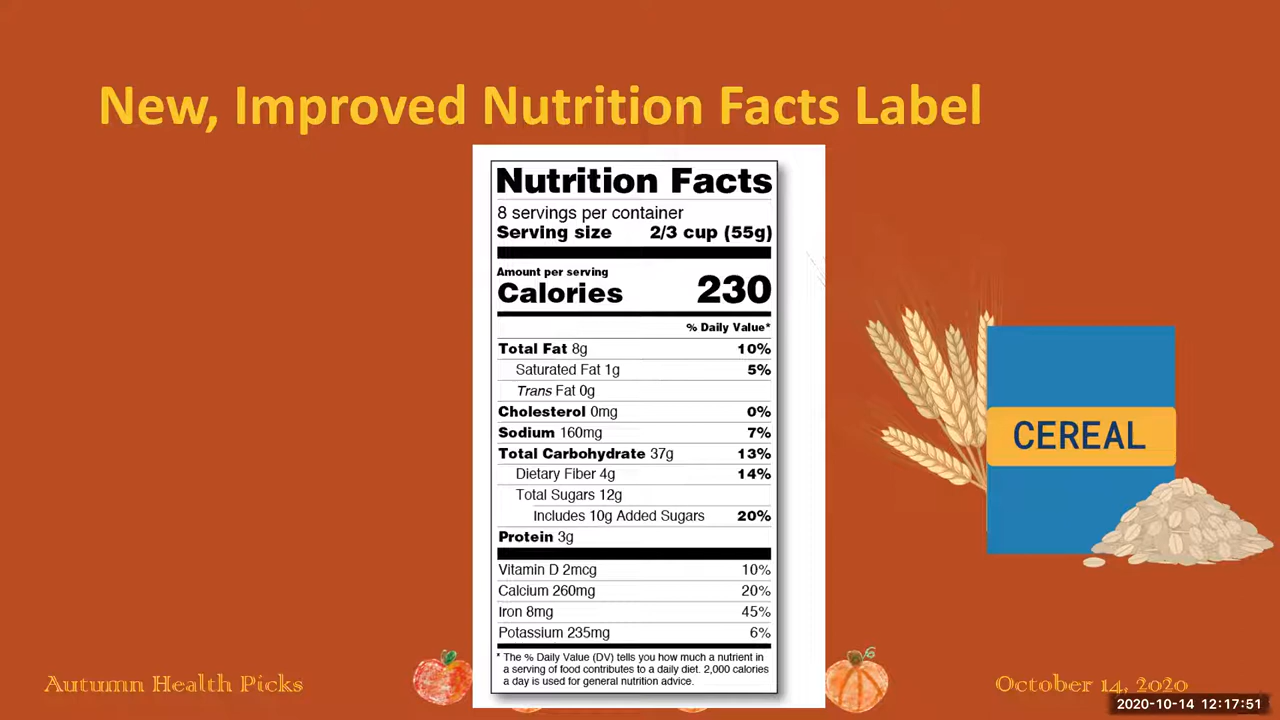 New, Improved Nutrition Facts Label
Nutrition Facts
8 servings per container
Serving size 2/3 cup (55g)
Amount per serving
Calories 230
% Daily Value*
Total Fat 8g 10%
Saturated Fat 1g 5%
Trans Fat 0g
Cholesterol 0mg 0%
Sodium 160mg 7%
Total Carbohydrate 37g 13%
Dietary Fiber 4g 14%
Total Sugars 12g
Includes 10g Added Sugars 20%
Protein 3g
Vitamin D 2mcg 10%
Calcium 260mg 20%
Iron 8mg 45%
Potassium 235mg 6%
* The % Daily Value (DV) tells you how much a nutrient in
a serving of food contributes to a daily diet. 2,000 calories
a day is used for general nutrition advice.
CEREAL
Autumn Health Picks
October 14, 2020
2020-10-14 12:17:51